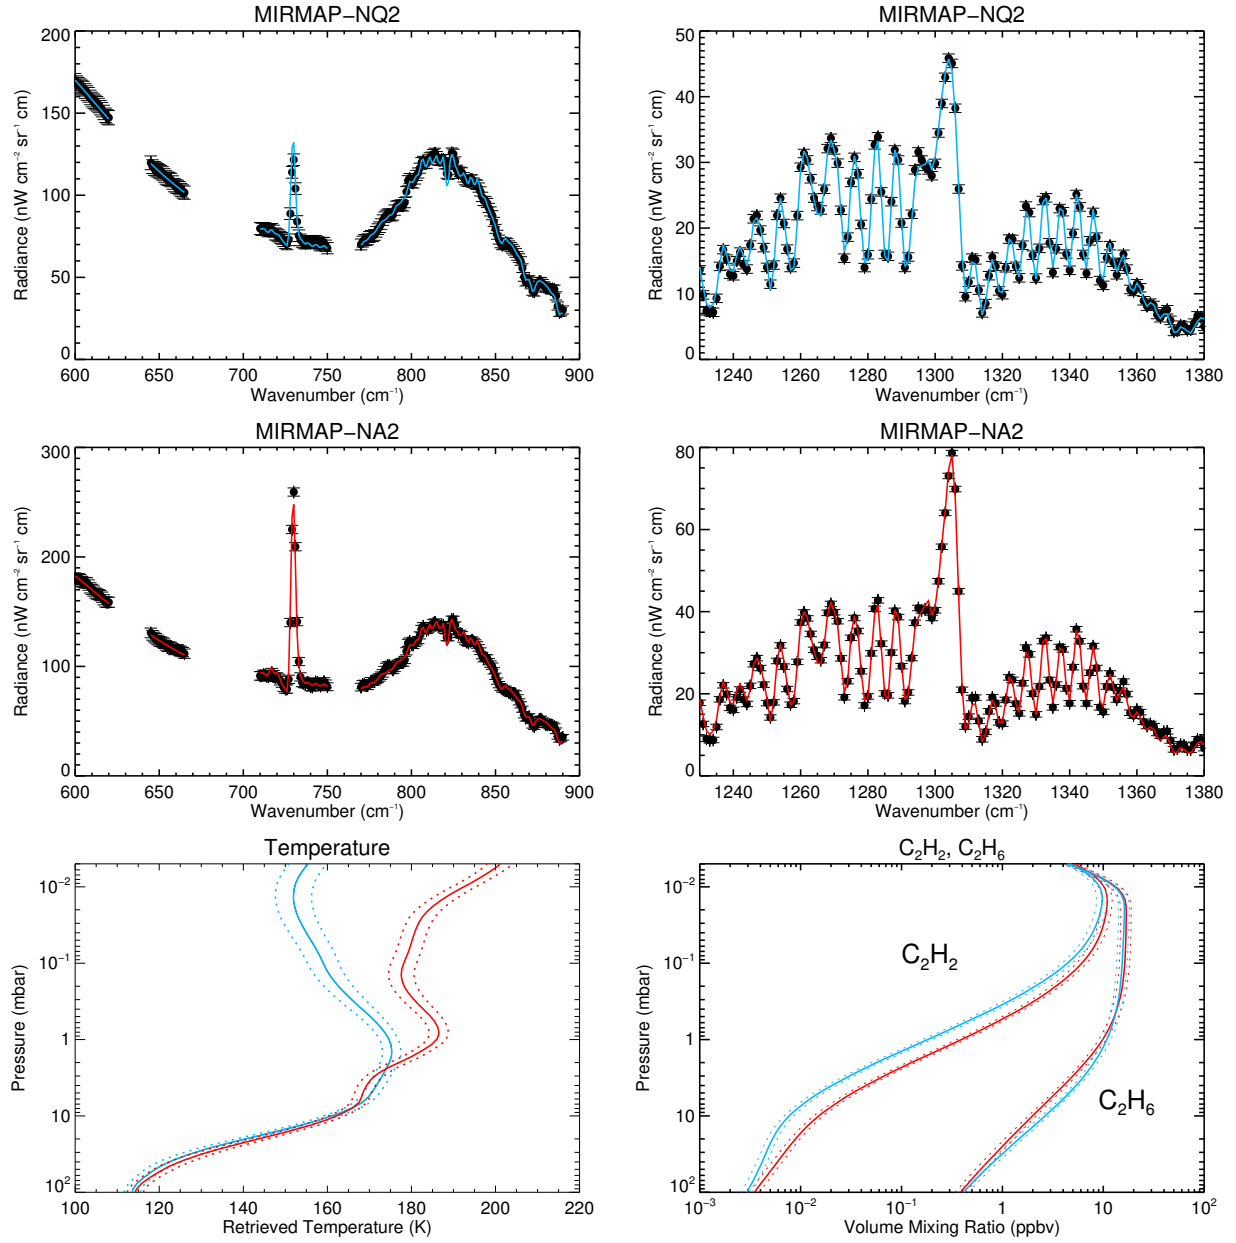 MIRMAP−NQ2
200
150
100
50
0
Radiance (nW cm⁻² sr⁻¹ cm)
600 650 700 750 800 850 900
Wavenumber (cm⁻¹)
MIRMAP−NQ2
50
40
30
20
10
0
Radiance (nW cm⁻² sr⁻¹ cm)
1240 1260 1280 1300 1320 1340 1360 1380
Wavenumber (cm⁻¹)
MIRMAP−NA2
300
200
100
0
Radiance (nW cm⁻² sr⁻¹ cm)
600 650 700 750 800 850 900
Wavenumber (cm⁻¹)
MIRMAP−NA2
80
60
40
20
0
Radiance (nW cm⁻² sr⁻¹ cm)
1240 1260 1280 1300 1320 1340 1360 1380
Wavenumber (cm⁻¹)
Temperature
10⁻²
10⁻¹
1
10
10²
Pressure (mbar)
100 120 140 160 180 200 220
Retrieved Temperature (K)
C₂H₂, C₂H₆
10⁻²
10⁻¹
1
10
10²
Pressure (mbar)
C₂H₂
C₂H₆
10⁻³ 10⁻² 10⁻¹ 1 10 10²
Volume Mixing Ratio (ppbv)